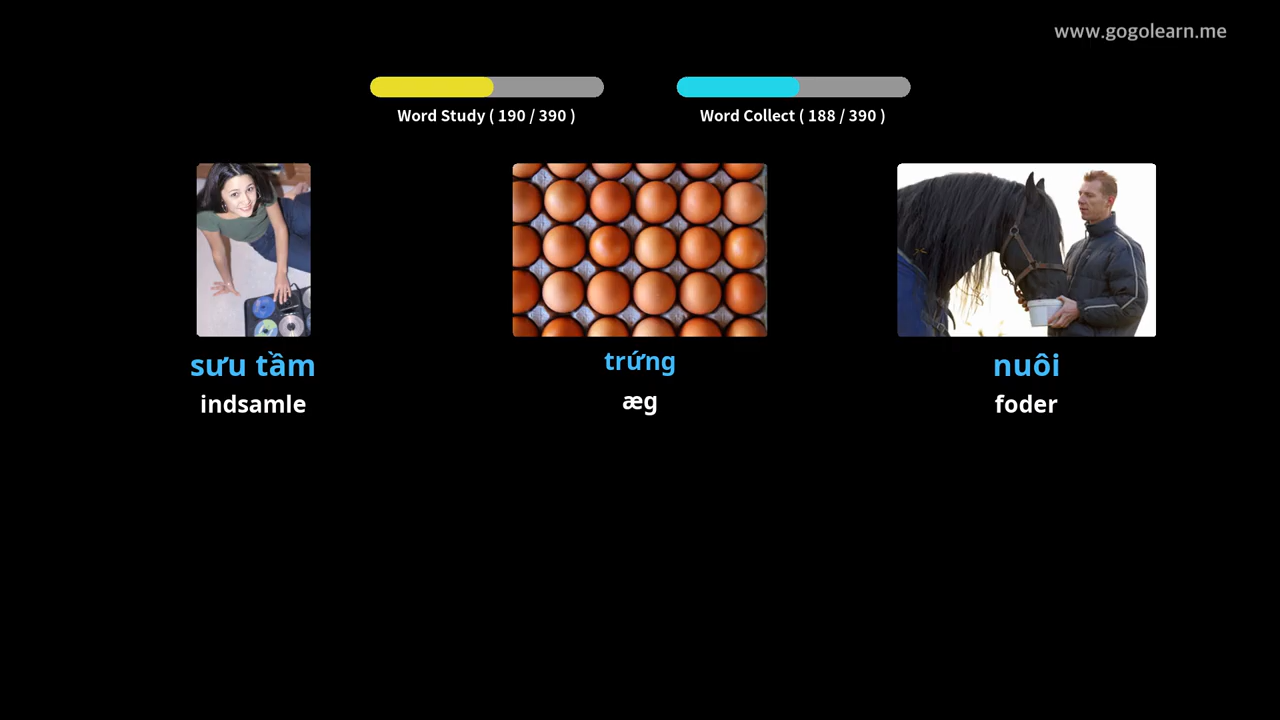 www.gogolearn.me
Word Study ( 190 / 390 )
Word Collect ( 188 / 390 )
sưu tầm
indsamle
trứng
æg
nuôi
foder